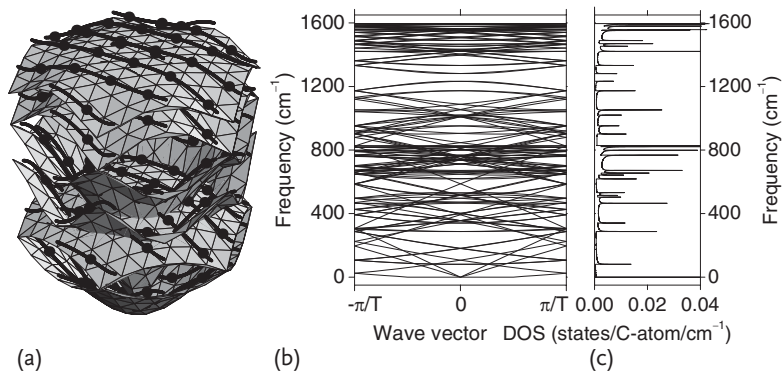 1600
1200
800
400
0
Frequency (cm⁻¹)
-π/T
0
π/T
Wave vector
1600
1200
800
400
0
Frequency (cm⁻¹)
0.00
0.02
0.04
DOS (states/C-atom/cm⁻¹)
(a)
(b)
(c)